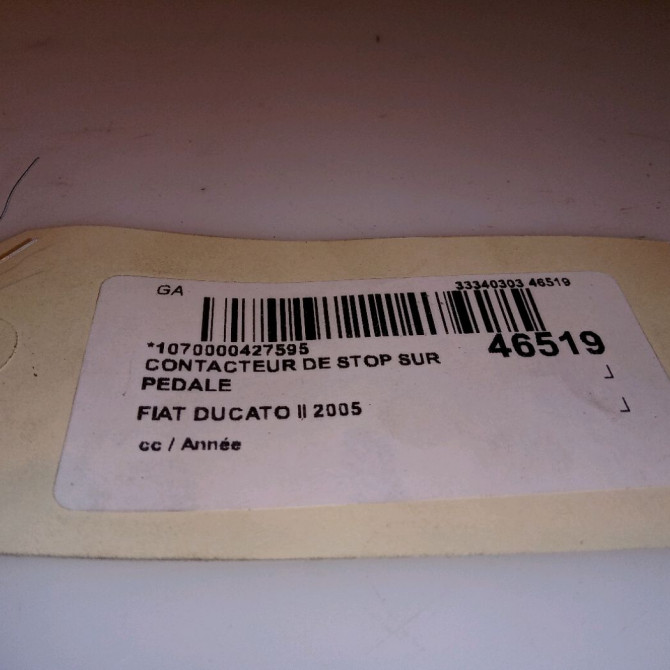 GA
33340303 46519
*1070000427595
46519
CONTACTEUR DE STOP SUR
PEDALE
FIAT DUCATO II 2005
cc / Année